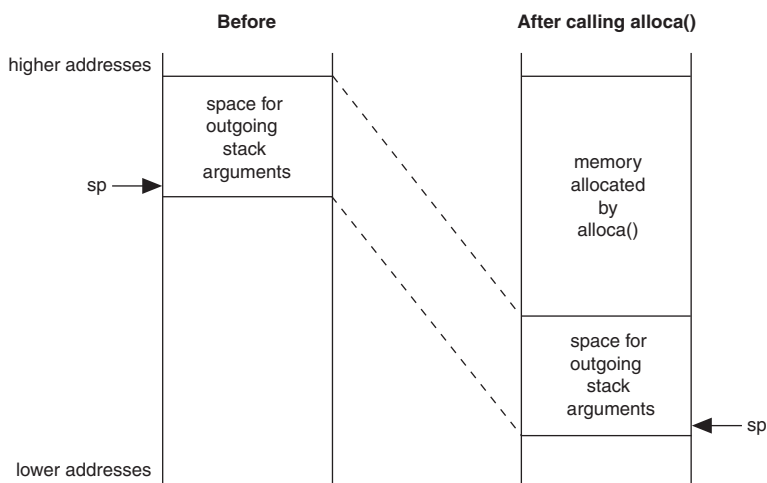 Before
After calling alloca()
higher addresses
space for
outgoing
stack
arguments
sp
memory
allocated
by
alloca()
space for
outgoing
stack
arguments
sp
lower addresses